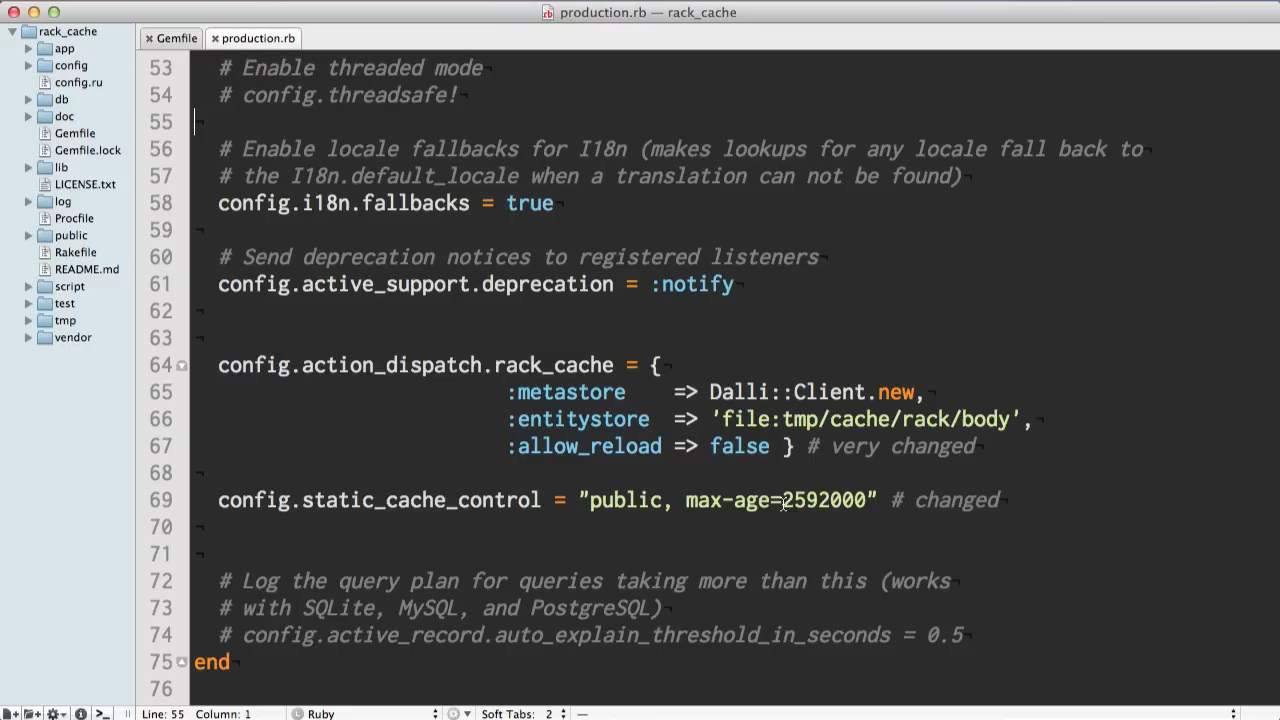 production.rb — rack_cache
rack_cache
app
config
config.ru
db
doc
Gemfile
Gemfile.lock
lib
LICENSE.txt
log
Procfile
public
Rakefile
README.md
script
test
tmp
vendor
Gemfile
production.rb
53 # Enable threaded mode
54 # config.threadsafe!
55
56 # Enable locale fallbacks for I18n (makes lookups for any locale fall back to
57 # the I18n.default_locale when a translation can not be found)
58 config.i18n.fallbacks = true
59
60 # Send deprecation notices to registered listeners
61 config.active_support.deprecation = :notify
62
63
64 config.action_dispatch.rack_cache = {
65 :metastore => Dalli::Client.new,
66 :entitystore => 'file:tmp/cache/rack/body',
67 :allow_reload => false } # very changed
68
69 config.static_cache_control = "public, max-age=2592000" # changed
70
71
72 # Log the query plan for queries taking more than this (works
73 # with SQLite, MySQL, and PostgreSQL)
74 # config.active_record.auto_explain_threshold_in_seconds = 0.5
75 end
76
Line: 55 Column: 1 Ruby Soft Tabs: 2 —